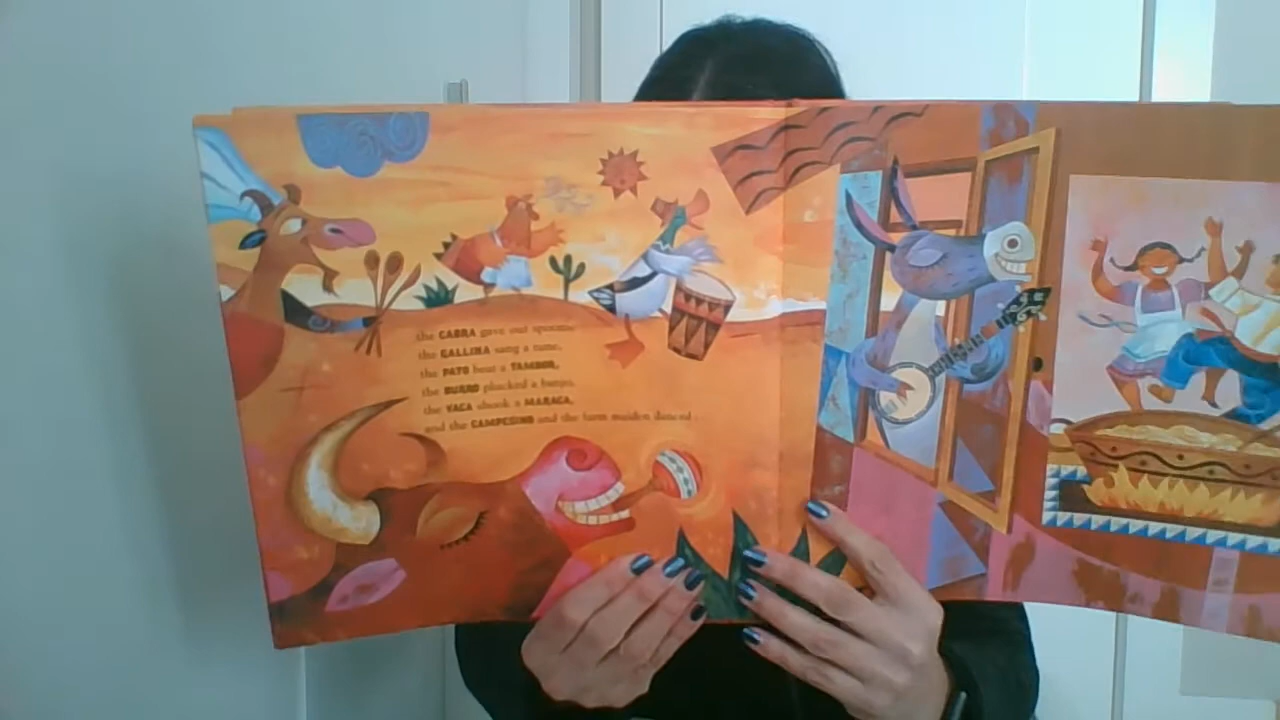 the CABRA gave out spoons,
the GALLINA sang a tune,
the PATO beat a TAMBOR,
the BURRO plucked a banjo,
the VACA shook a MARACA,
and the CAMPESINO and the farm maiden danced